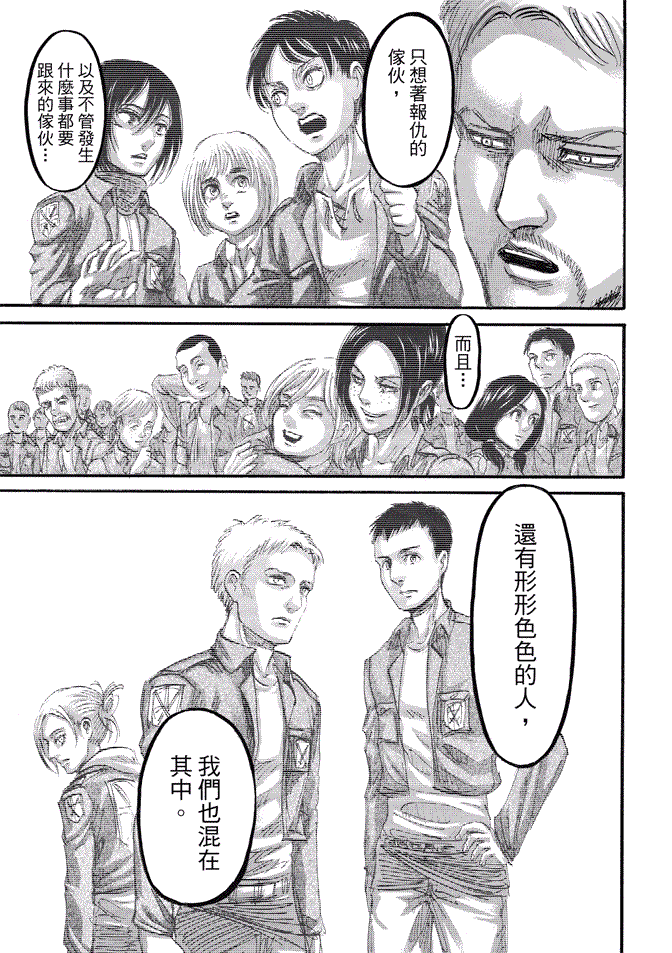 只想著報仇的
傢伙，
以及不管發生
什麼事都要
跟來的傢伙…
而且…
還有形形色色的人，
我們也混在
其中。